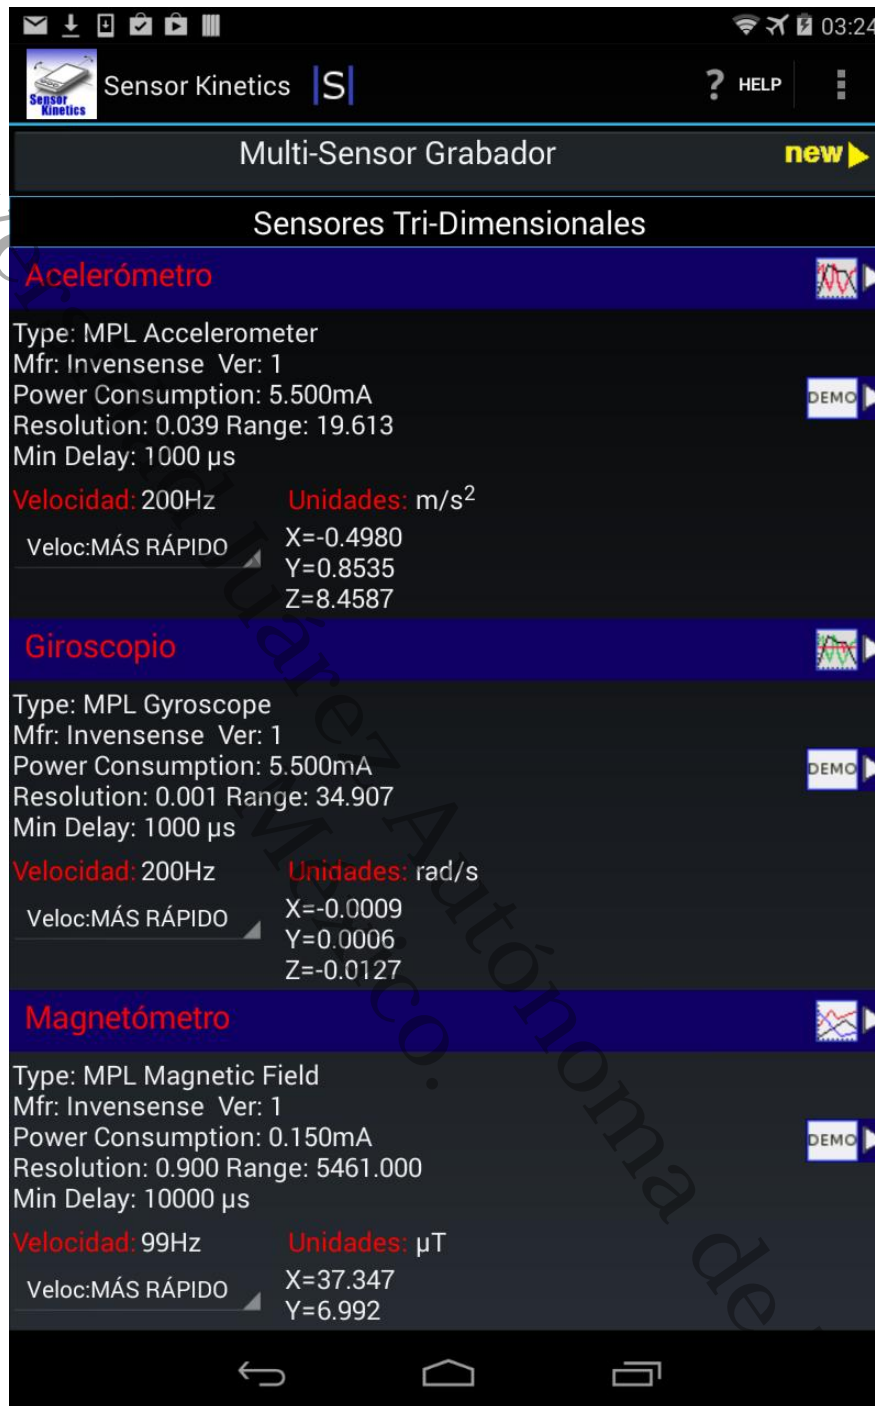 03:24
Sensor Kinetics
Sensor Kinetics |S|
? HELP
Multi-Sensor Grabador
new
Sensores Tri-Dimensionales
Acelerómetro
Type: MPL Accelerometer
Mfr: Invensense Ver: 1
Power Consumption: 5.500mA
DEMO
Resolution: 0.039 Range: 19.613
Min Delay: 1000 µs
Velocidad: 200Hz Unidades: m/s²
Veloc:MÁS RÁPIDO
X=-0.4980
Y=0.8535
Z=8.4587
Giroscopio
Type: MPL Gyroscope
Mfr: Invensense Ver: 1
Power Consumption: 5.500mA
DEMO
Resolution: 0.001 Range: 34.907
Min Delay: 1000 µs
Velocidad: 200Hz Unidades: rad/s
Veloc:MÁS RÁPIDO
X=-0.0009
Y=0.0006
Z=-0.0127
Magnetómetro
Type: MPL Magnetic Field
Mfr: Invensense Ver: 1
Power Consumption: 0.150mA
DEMO
Resolution: 0.900 Range: 5461.000
Min Delay: 10000 µs
Velocidad: 99Hz Unidades: µT
Veloc:MÁS RÁPIDO
X=37.347
Y=6.992
Juárez Autónoma de
México.